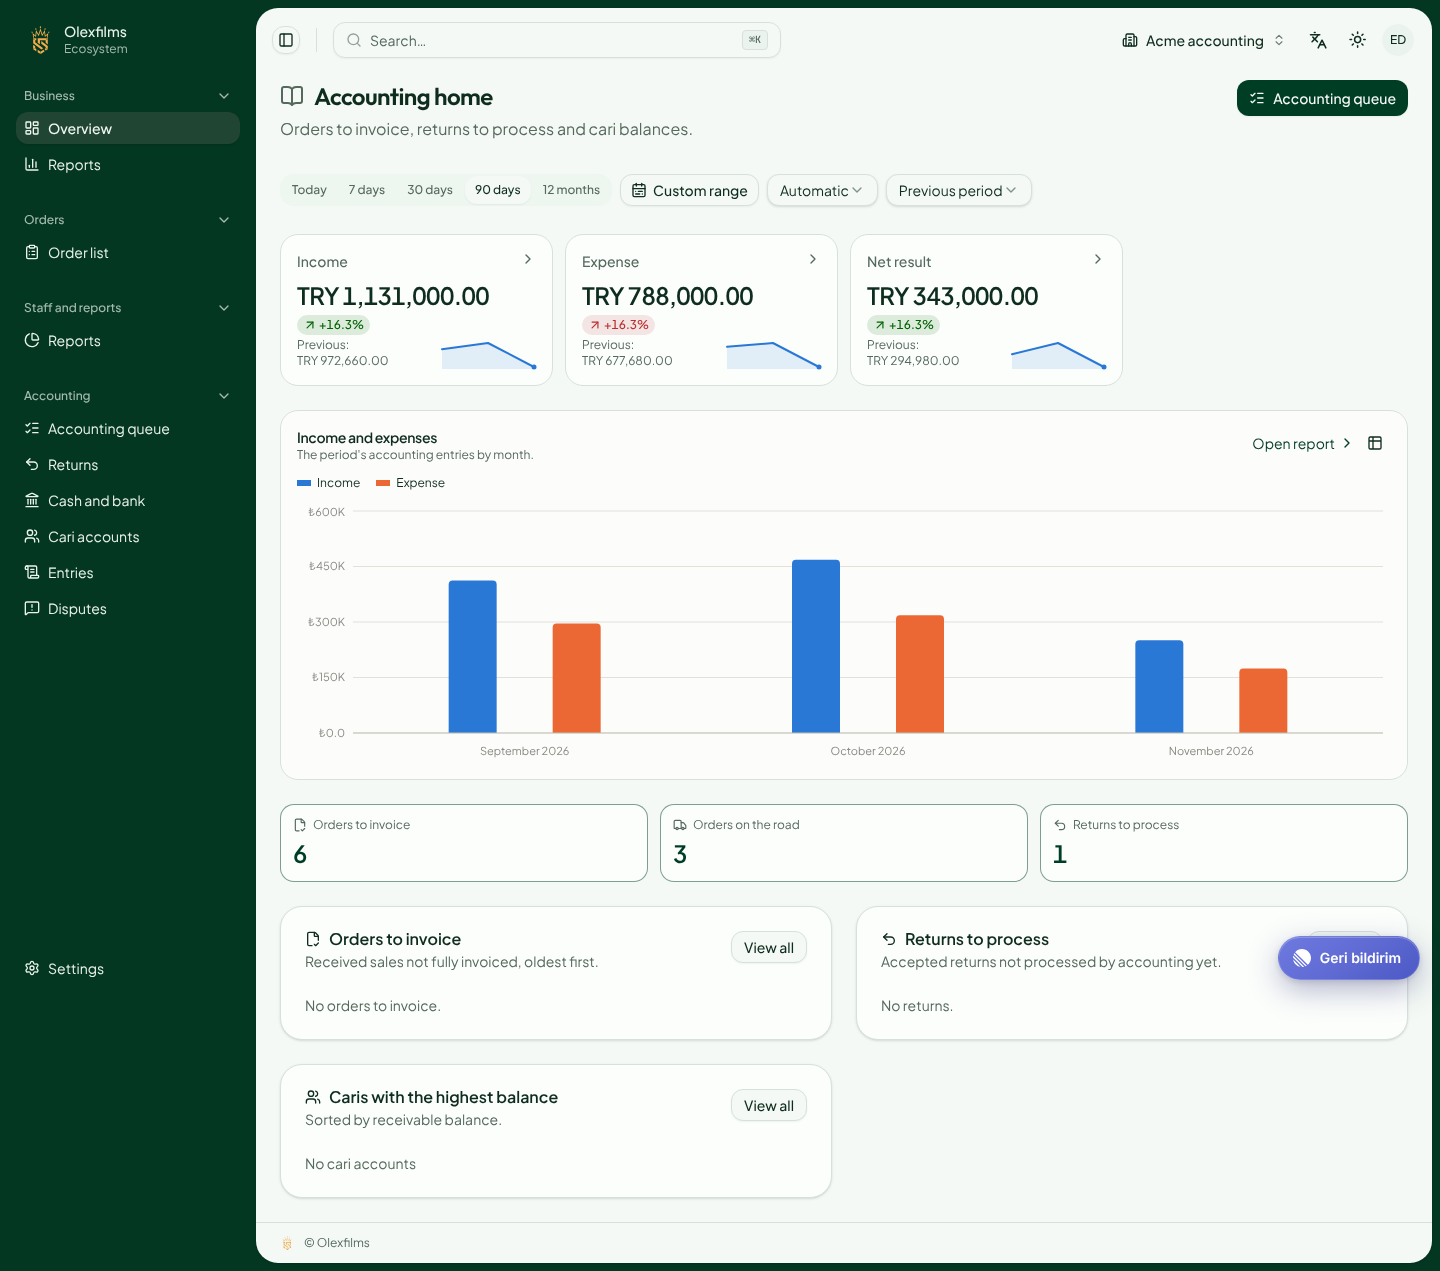 Olexfilms
Ecosystem
Business
Overview
Reports
Orders
Order list
Staff and reports
Reports
Accounting
Accounting queue
Returns
Cash and bank
Cari accounts
Entries
Disputes
Settings
Search...
⌘K
Acme accounting
ED
Accounting home
Accounting queue
Orders to invoice, returns to process and cari balances.
Today
7 days
30 days
90 days
12 months
Custom range
Automatic
Previous period
Income
TRY 1,131,000.00
+16.3%
Previous:
TRY 972,660.00
Expense
TRY 788,000.00
+16.3%
Previous:
TRY 677,680.00
Net result
TRY 343,000.00
+16.3%
Previous:
TRY 294,980.00
Income and expenses
The period's accounting entries by month.
Open report
Income
Expense
₺600K
₺450K
₺300K
₺150K
₺0.0
September 2026
October 2026
November 2026
Orders to invoice
6
Orders on the road
3
Returns to process
1
Orders to invoice
Received sales not fully invoiced, oldest first.
View all
No orders to invoice.
Returns to process
Accepted returns not processed by accounting yet.
Geri bildirim
No returns.
Caris with the highest balance
Sorted by receivable balance.
View all
No cari accounts
© Olexfilms